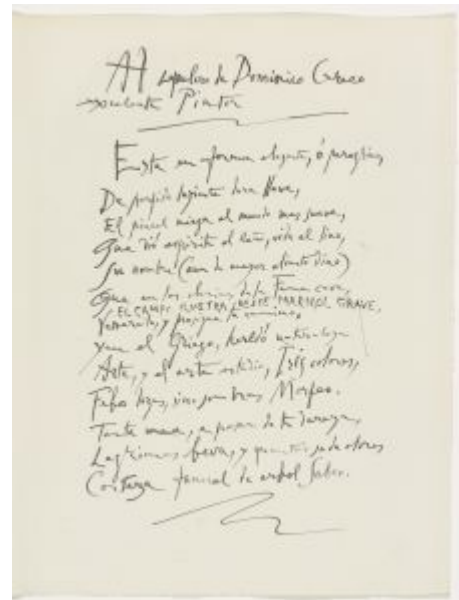 Al sepulcro de Dominico Greco
excelente Pintor
Esta en forma elegante, ó peregrino,
De porfido luciente dura llave,
El pincel niega al mundo mas suave,
Que dió espiritu al leño, vida al lino,
Su nombre (aun de mayor aliento dino)
Que en los clarines de la Fama cave,
EL CAMPO ILUSTRA DE ESE MARMOL GRAVE,
Venerale, y prosigue tu camino.
Yace el Griego, heredó naturaleza
Arte, y el arte estudio, Iris colores,
Febo luces, sino sombras Morfeo.
Tanta urna, a pesar de su dureza,
Lagrimas beva, y quantos suda olores
Corteza funeral de arbol Sabeo.